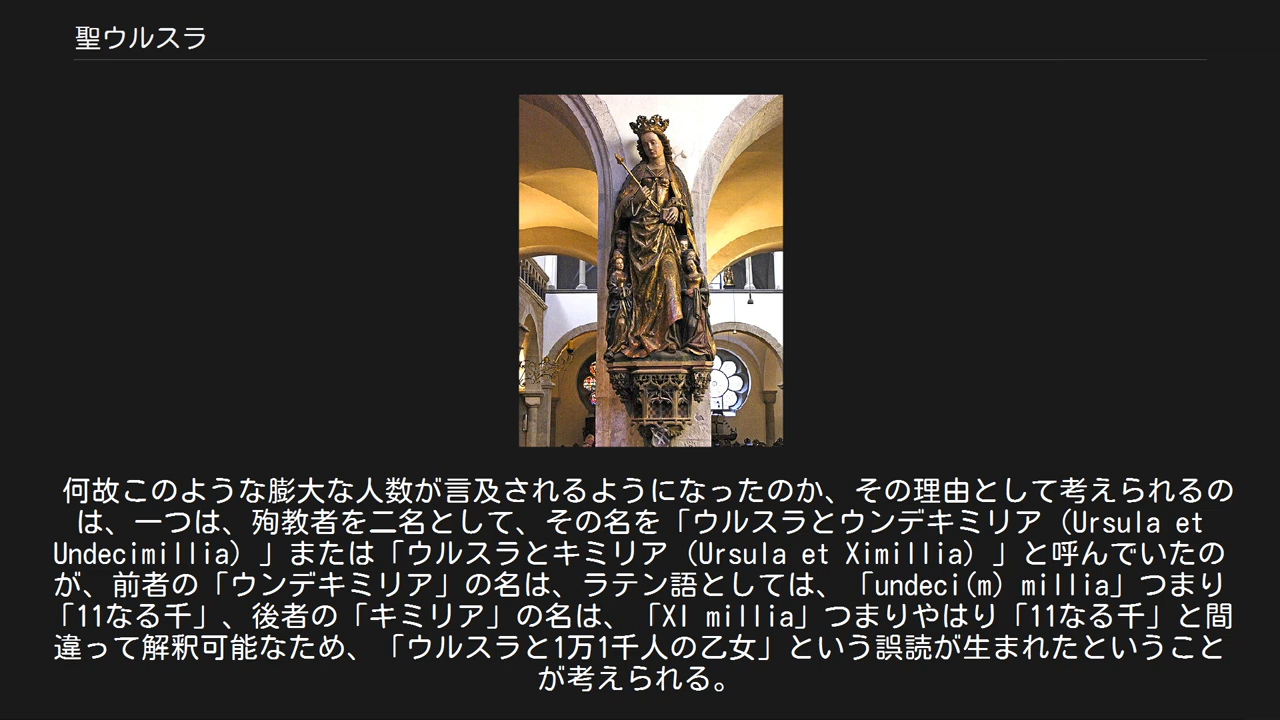 聖ウルスラ
何故このような膨大な人数が言及されるようになったのか、その理由として考えられるの
は、一つは、殉教者を二名として、その名を「ウルスラとウンデキミリア（Ursula et
Undecimillia）」または「ウルスラとキミリア（Ursula et Ximillia）」と呼んでいたの
が、前者の「ウンデキミリア」の名は、ラテン語としては、「undeci(m) millia」つまり
「11なる千」、後者の「キミリア」の名は、「XI millia」つまりやはり「11なる千」と間
違って解釈可能なため、「ウルスラと1万1千人の乙女」という誤読が生まれたということ
が考えられる。